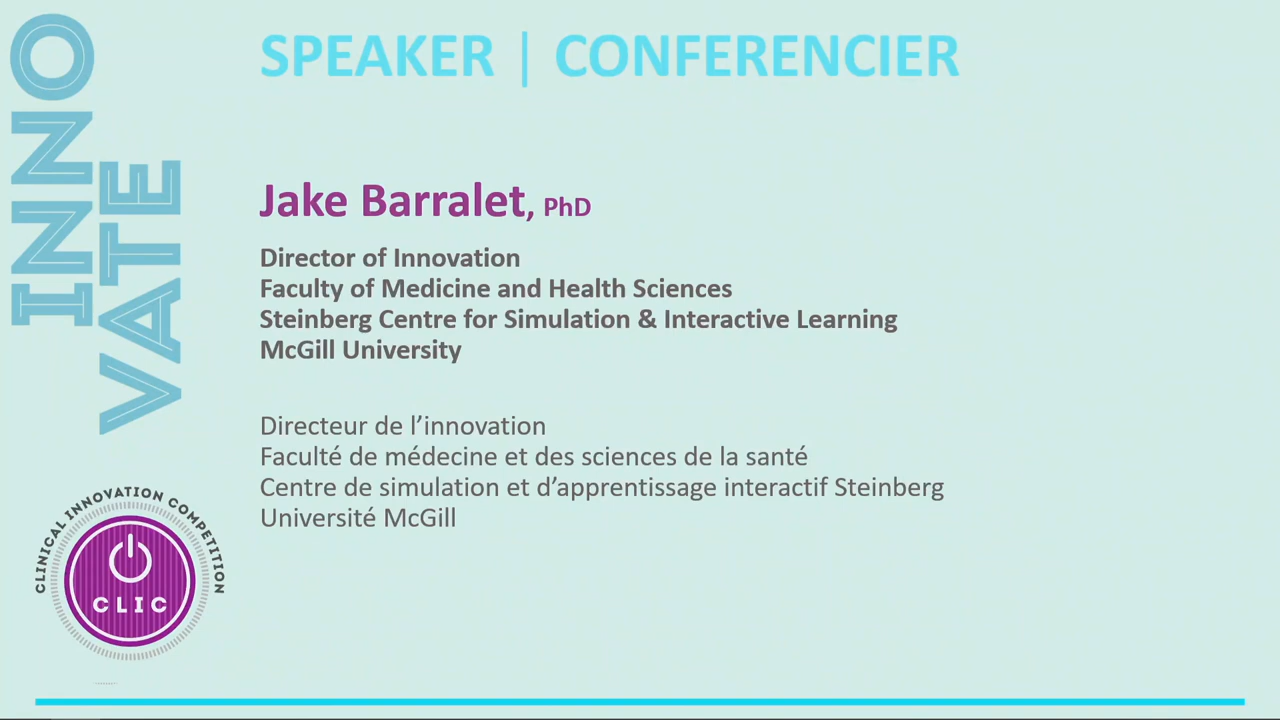 SPEAKER | CONFERENCIER
INNO
VATE
Jake Barralet, PhD
Director of Innovation
Faculty of Medicine and Health Sciences
Steinberg Centre for Simulation & Interactive Learning
McGill University
Directeur de l’innovation
Faculté de médecine et des sciences de la santé
Centre de simulation et d’apprentissage interactif Steinberg
Université McGill
CLINICAL INNOVATION COMPETITION
CLIC